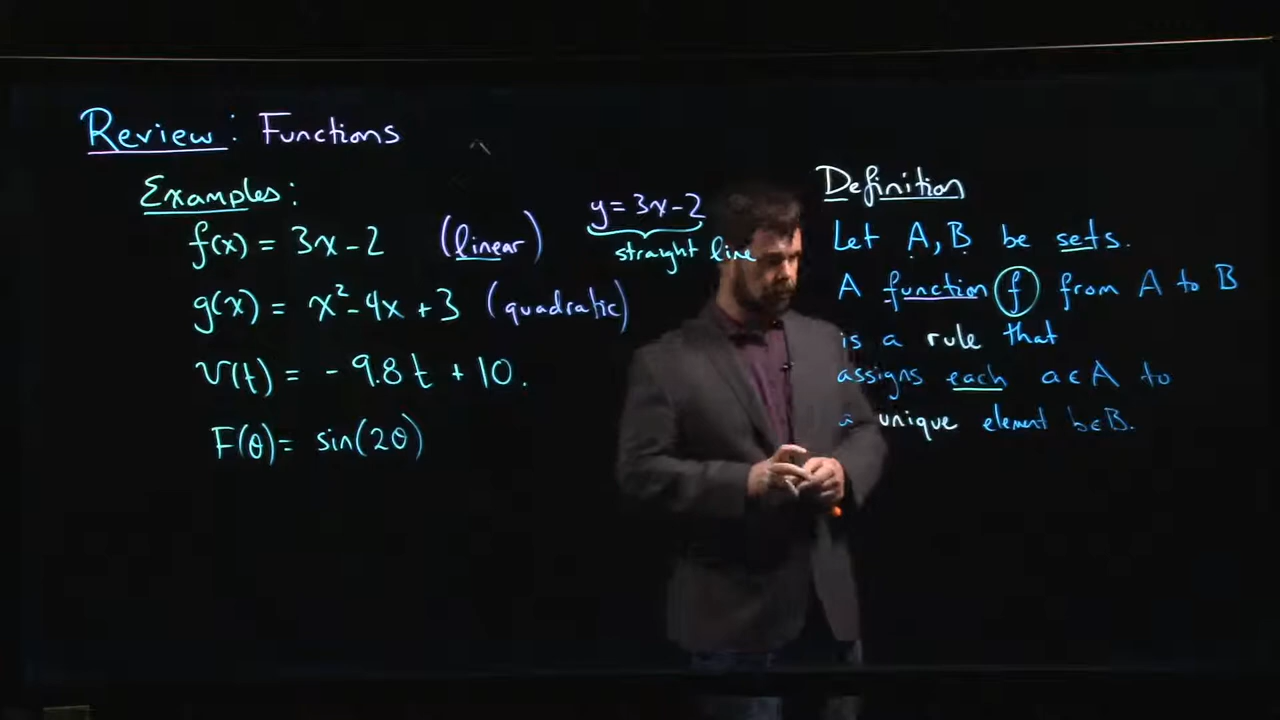 Review: Functions
Examples:
f(x) = 3x - 2 (linear)
y = 3x - 2
straight line
g(x) = x² - 4x + 3 (quadratic)
v(t) = - 9.8 t + 10.
F(θ) = sin(2θ)
Definition
Let A, B be sets.
A function f from A to B
is a rule that
assigns each a ∈ A to
a unique element b ∈ B.